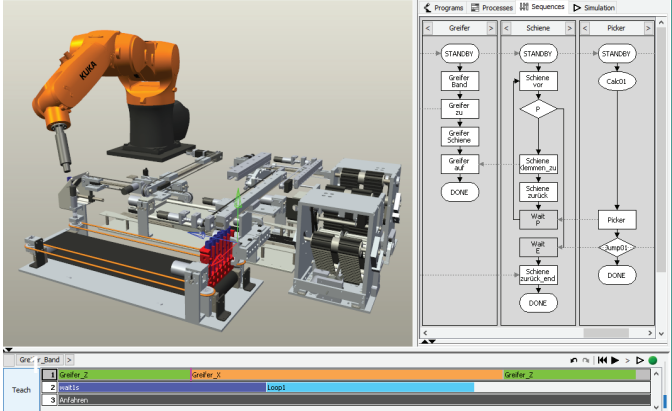 Programs Processes Sequences Simulation
< Greifer > < Schiene > < Picker >
STANDBY STANDBY STANDBY
Greifer
Band
Schiene
vor
Calc01
Greifer
zu
P
Greifer
Schiene
Greifer
auf
Schiene
klemmen_zu
DONE
Schiene
zurück
Wait
P
Picker
Wait
E
Jump01
Schiene
zurück_end
DONE
DONE
KUKA
Greifer_Band >
Teach
1 Greifer_Z Greifer_X Greifer_Z
2 wait1s Loop1
3 Anfahren